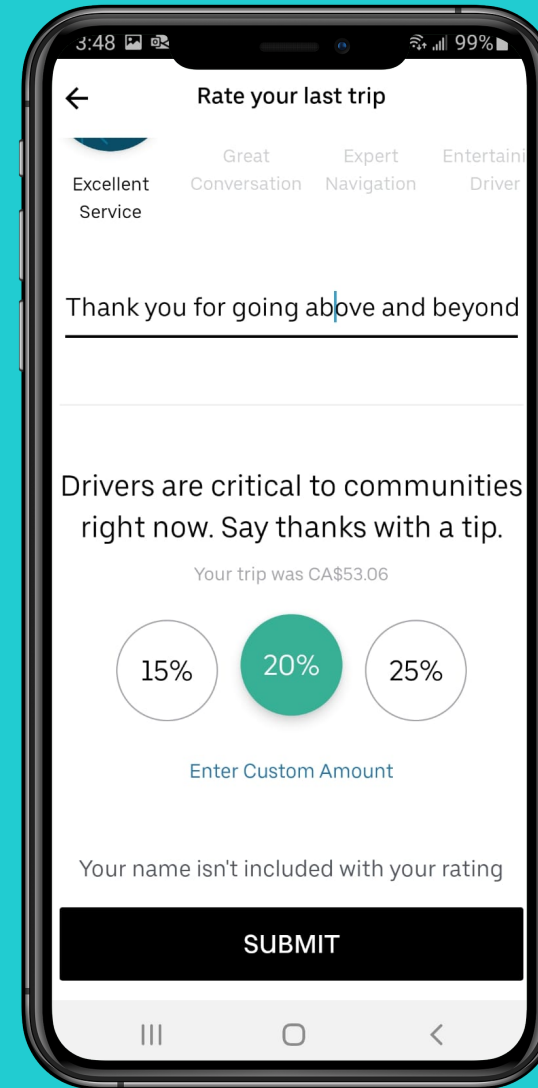 3:48 99%
Rate your last trip
Great Expert Entertaini
Excellent Conversation Navigation Driver
Service
Thank you for going above and beyond
Drivers are critical to communities
right now. Say thanks with a tip.
Your trip was CA$53.06
15% 20% 25%
Enter Custom Amount
Your name isn't included with your rating
SUBMIT